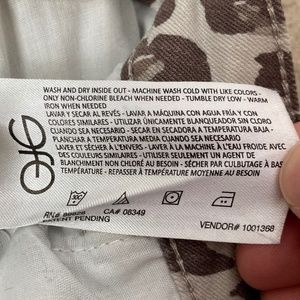 WASH AND DRY INSIDE OUT - MACHINE WASH COLD WITH LIKE COLORS -
ONLY NON-CHLORINE BLEACH WHEN NEEDED - TUMBLE DRY LOW - WARM
IRON WHEN NEEDED
LAVAR Y SECAR AL REVÉS - LAVAR A MÁQUINA CON AGUA FRÍA Y CON
COLORES SIMILARES - UTILIZAR ÚNICAMENTE BLANQUEADOR SIN CLORO
CUANDO SEA NECESARIO - SECAR A TEMPERATURA BAJA -
PLANCHAR A TEMPERATURA MEDIA CUANDO SEA NECESARIO
LAVER ET SÉCHER À L'ENVERS - LAVER À LA MACHINE À L'EAU FROIDE AVEC
DES COULEURS SIMILAIRES - UTILISER SEULEMENT UN AGENT DE
BLANCHIMENT NON CHLORÉ AU BESOIN - SÉCHER PAR CULBUTAGE À BASSE
TEMPÉRATURE - REPASSER À TEMPÉRATURE MOYENNE AU BESOIN
RN#
CA# 06349
PATENT PENDING
VENDOR# 1001368